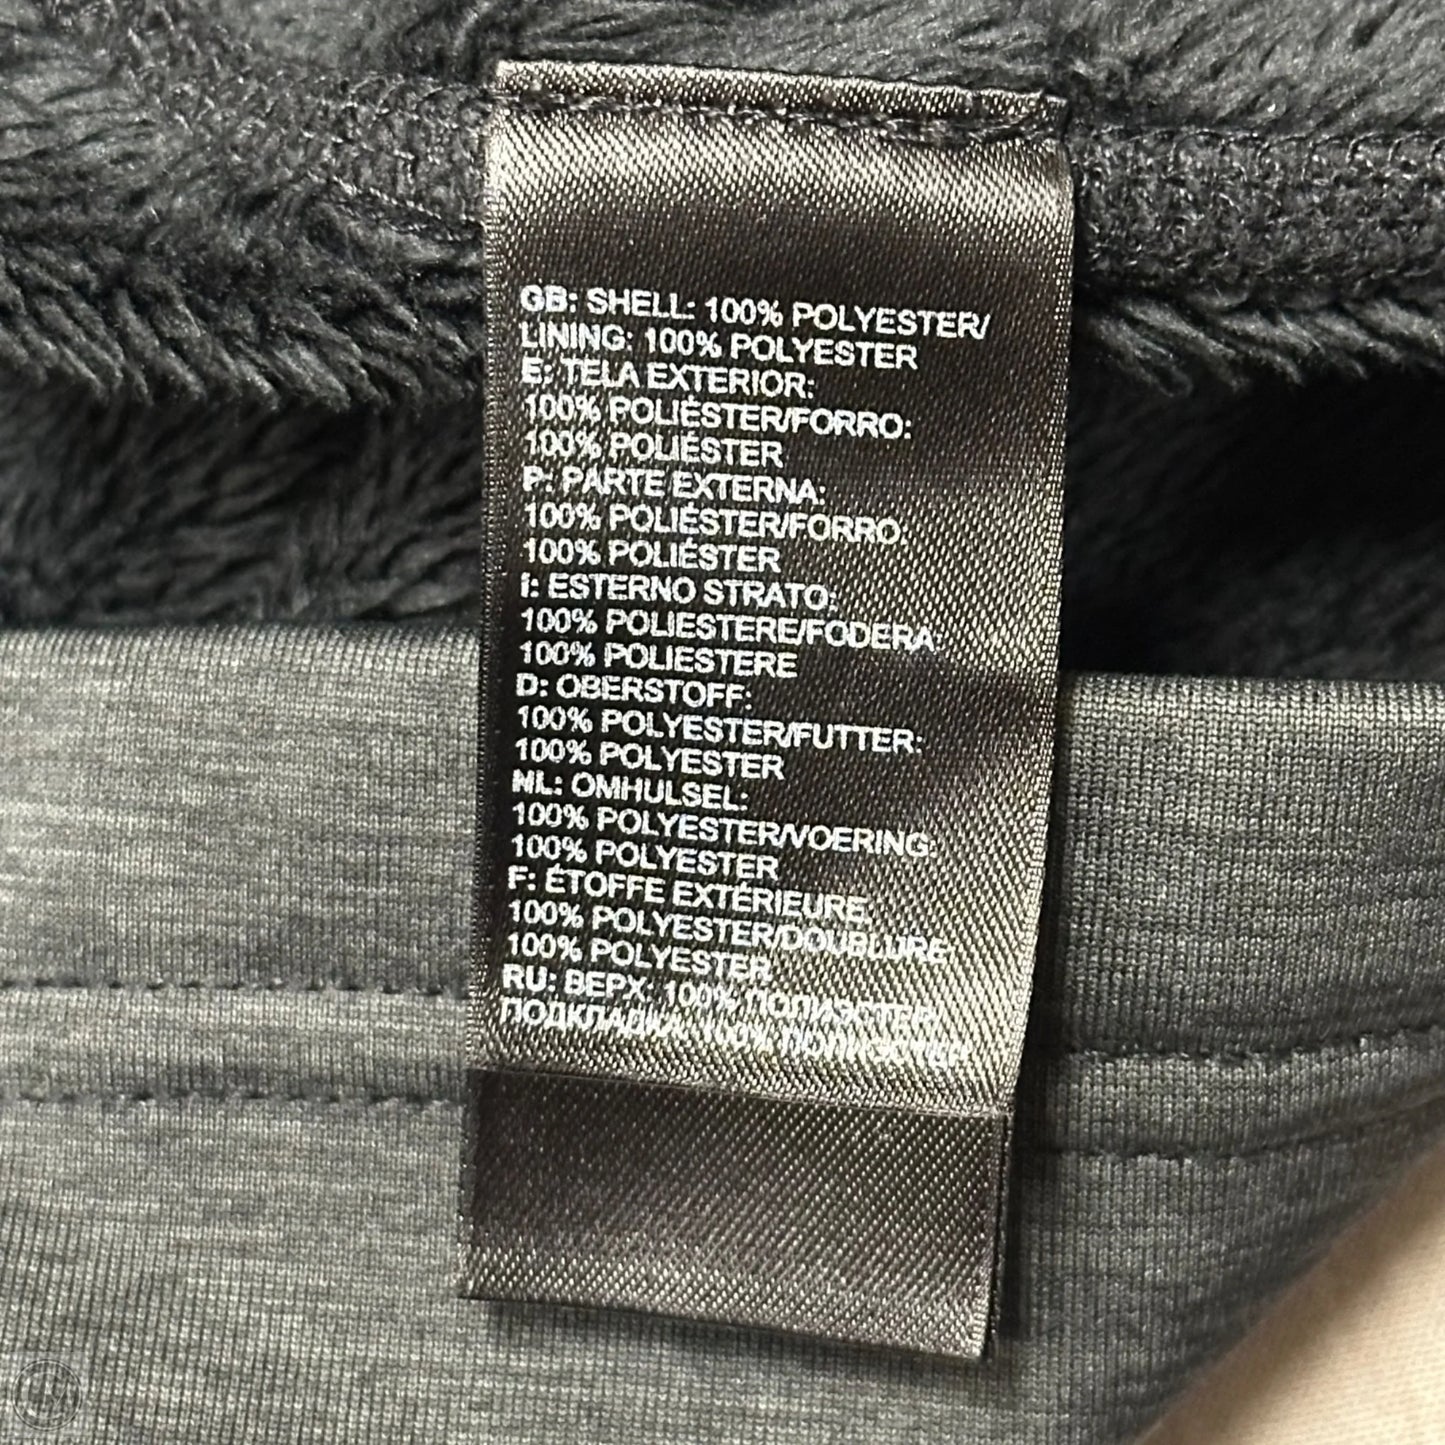 GB: SHELL: 100% POLYESTER/
LINING: 100% POLYESTER
E: TELA EXTERIOR:
100% POLIÉSTER/FORRO:
100% POLIÉSTER
P: PARTE EXTERNA:
100% POLIÉSTER/FORRO
100% POLIÉSTER
I: ESTERNO STRATO:
100% POLIESTERE/FODERA:
100% POLIESTERE
D: OBERSTOFF:
100% POLYESTER/FUTTER:
100% POLYESTER
NL: OMHULSEL:
100% POLYESTER/VOERING:
100% POLYESTER
F: ÉTOFFE EXTÉRIEURE.
100% POLYESTER/DOUBLURE
100% POLYESTER
RU: ВЕРХ: 100% ПОЛИЭСТЕР.
ПОДКЛАДКА: 100% ПОЛИЭСТЕР